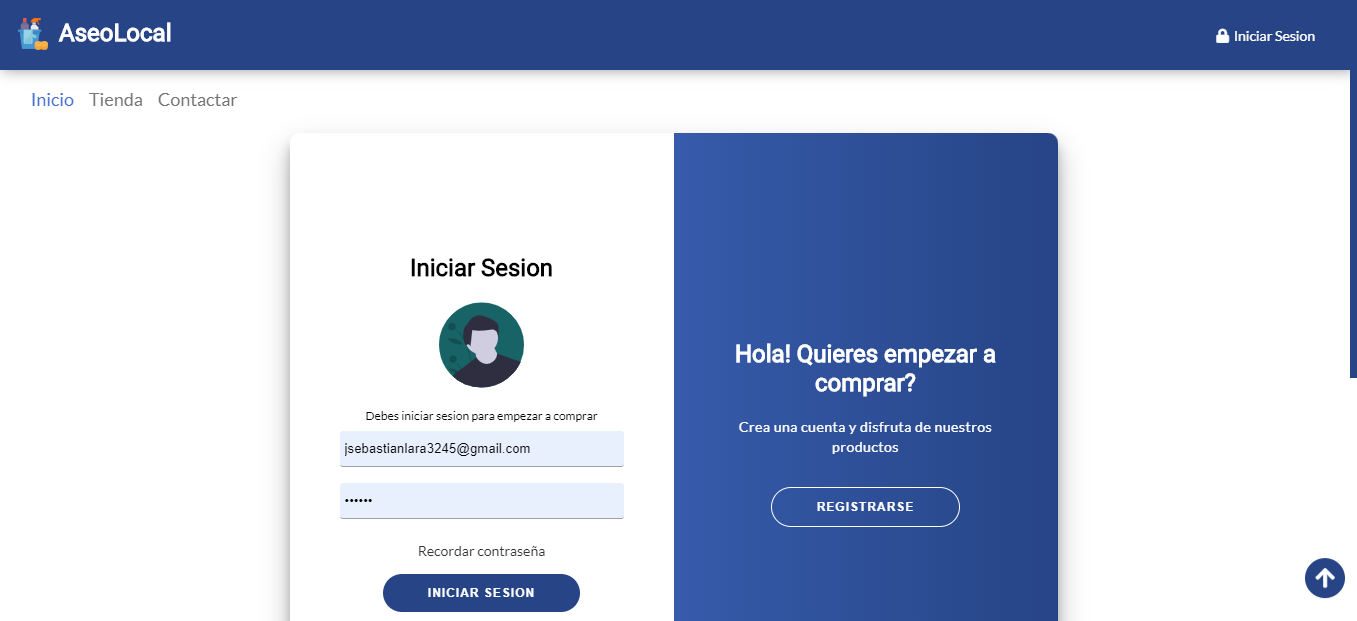 AseoLocal
Iniciar Sesion
Inicio Tienda Contactar
Iniciar Sesion
Debes iniciar sesion para empezar a comprar
jsebastianlara3245@gmail.com
••••••
Recordar contraseña
INICIAR SESION
Hola! Quieres empezar a
comprar?
Crea una cuenta y disfruta de nuestros
productos
REGISTRARSE